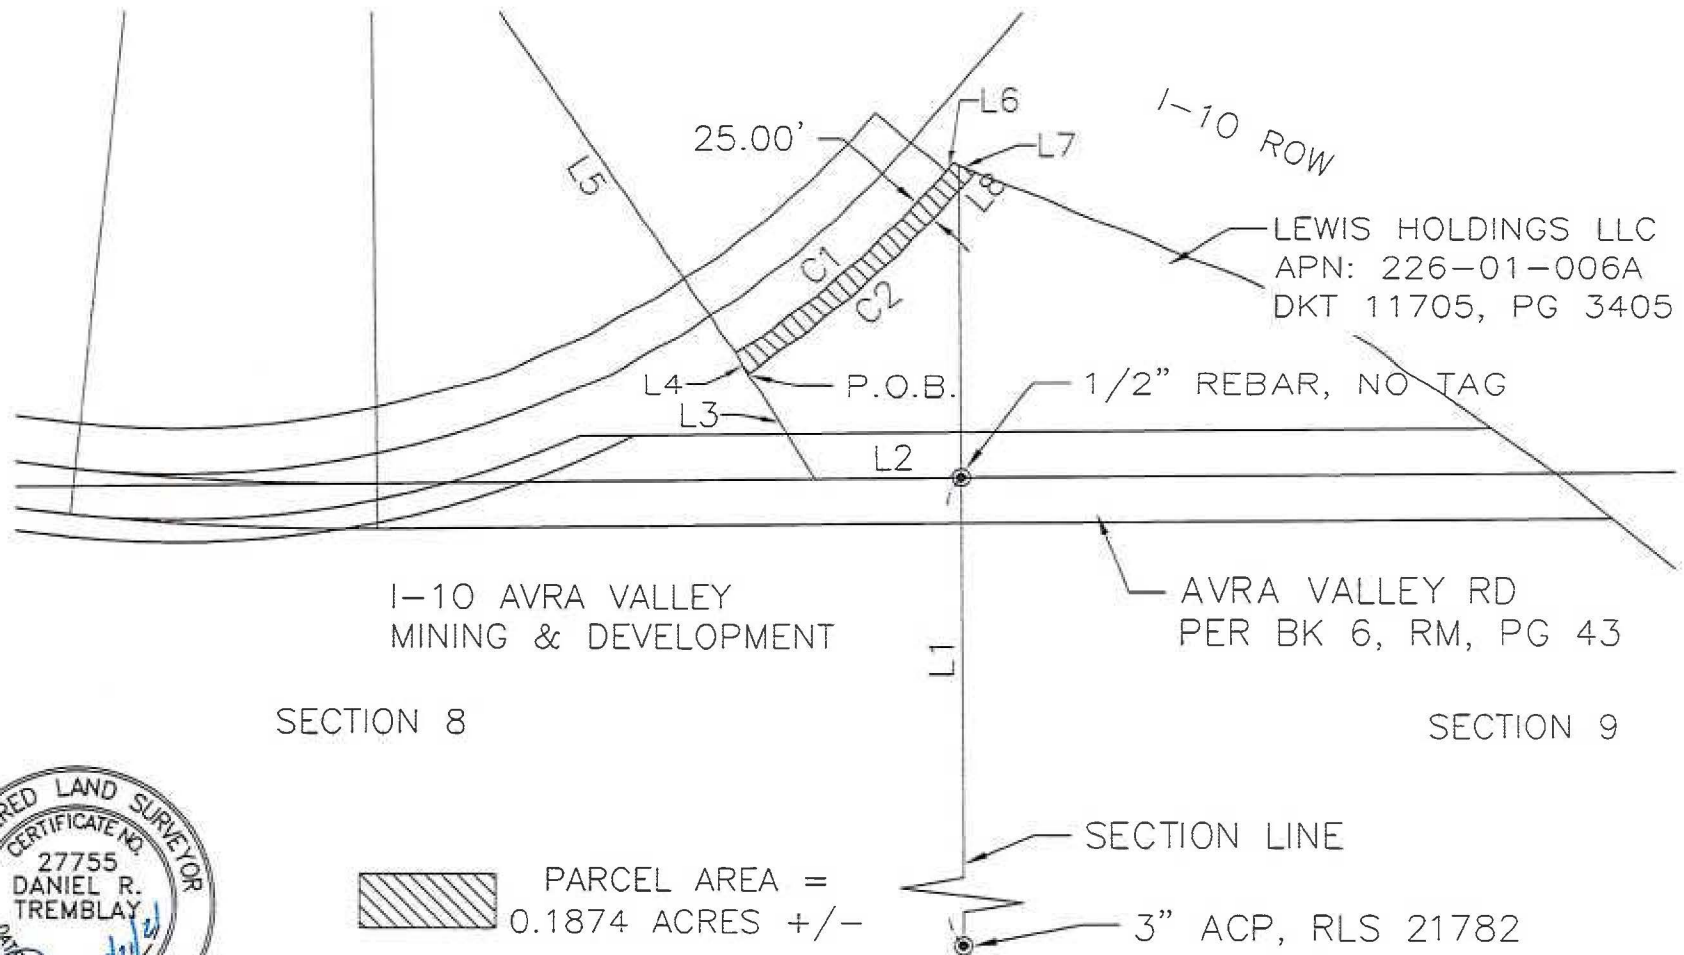 L6
25.00'
L7
I-10 ROW
L5
L8
LEWIS HOLDINGS LLC
APN: 226-01-006A
DKT 11705, PG 3405
C1
C2
L4
P.O.B.
1/2" REBAR, NO TAG
L3
L2
I-10 AVRA VALLEY
MINING & DEVELOPMENT
AVRA VALLEY RD
PER BK 6, RM, PG 43
L1
SECTION 8
SECTION 9
LAND SURVEYOR
CERTIFICATE NO.
27755
DANIEL R.
TREMBLAY
SECTION LINE
PARCEL AREA =
0.1874 ACRES +/-
3" ACP, RLS 21782